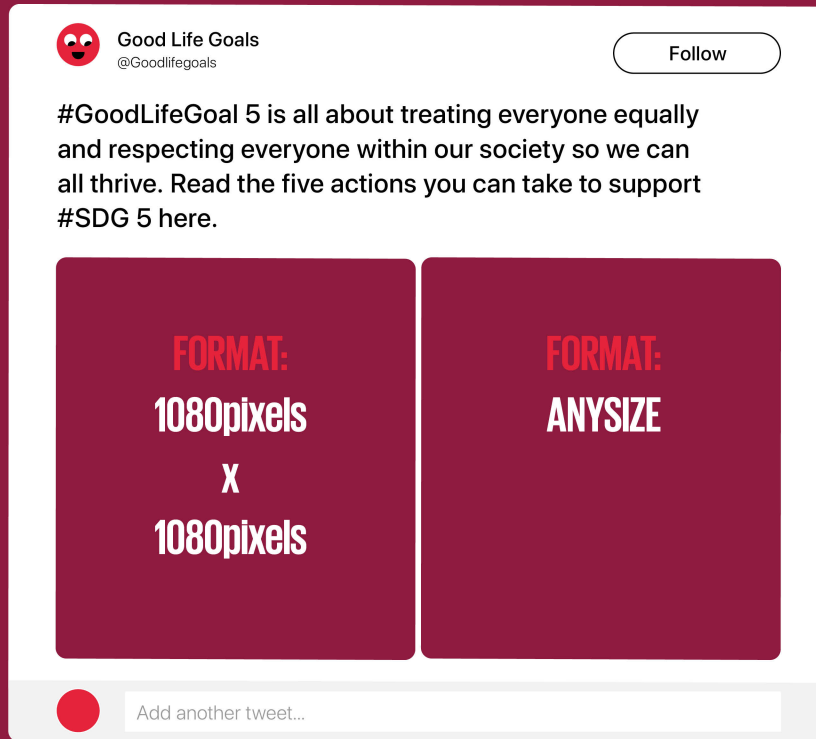 Good Life Goals
@Goodlifegoals
Follow
#GoodLifeGoal 5 is all about treating everyone equally
and respecting everyone within our society so we can
all thrive. Read the five actions you can take to support
#SDG 5 here.
FORMAT:
1080pixels
X
1080pixels
FORMAT:
ANYSIZE
Add another tweet...